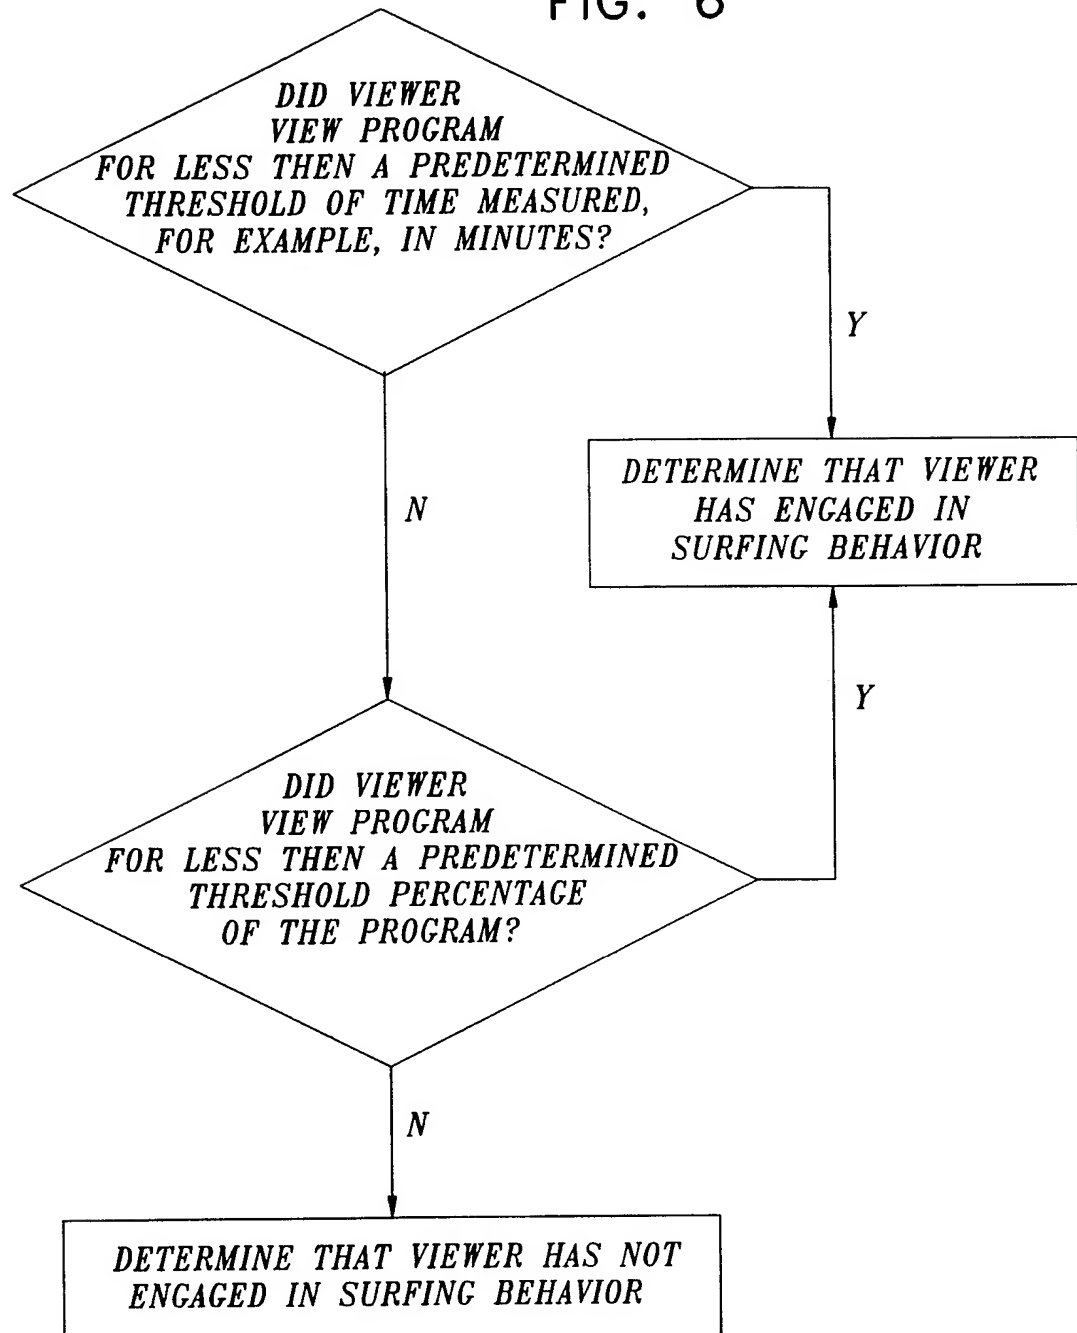 FIG. 6
DID VIEWER
VIEW PROGRAM
FOR LESS THEN A PREDETERMINED
THRESHOLD OF TIME MEASURED,
FOR EXAMPLE, IN MINUTES?
Y
DETERMINE THAT VIEWER
HAS ENGAGED IN
SURFING BEHAVIOR
N
Y
DID VIEWER
VIEW PROGRAM
FOR LESS THEN A PREDETERMINED
THRESHOLD PERCENTAGE
OF THE PROGRAM?
N
DETERMINE THAT VIEWER HAS NOT
ENGAGED IN SURFING BEHAVIOR